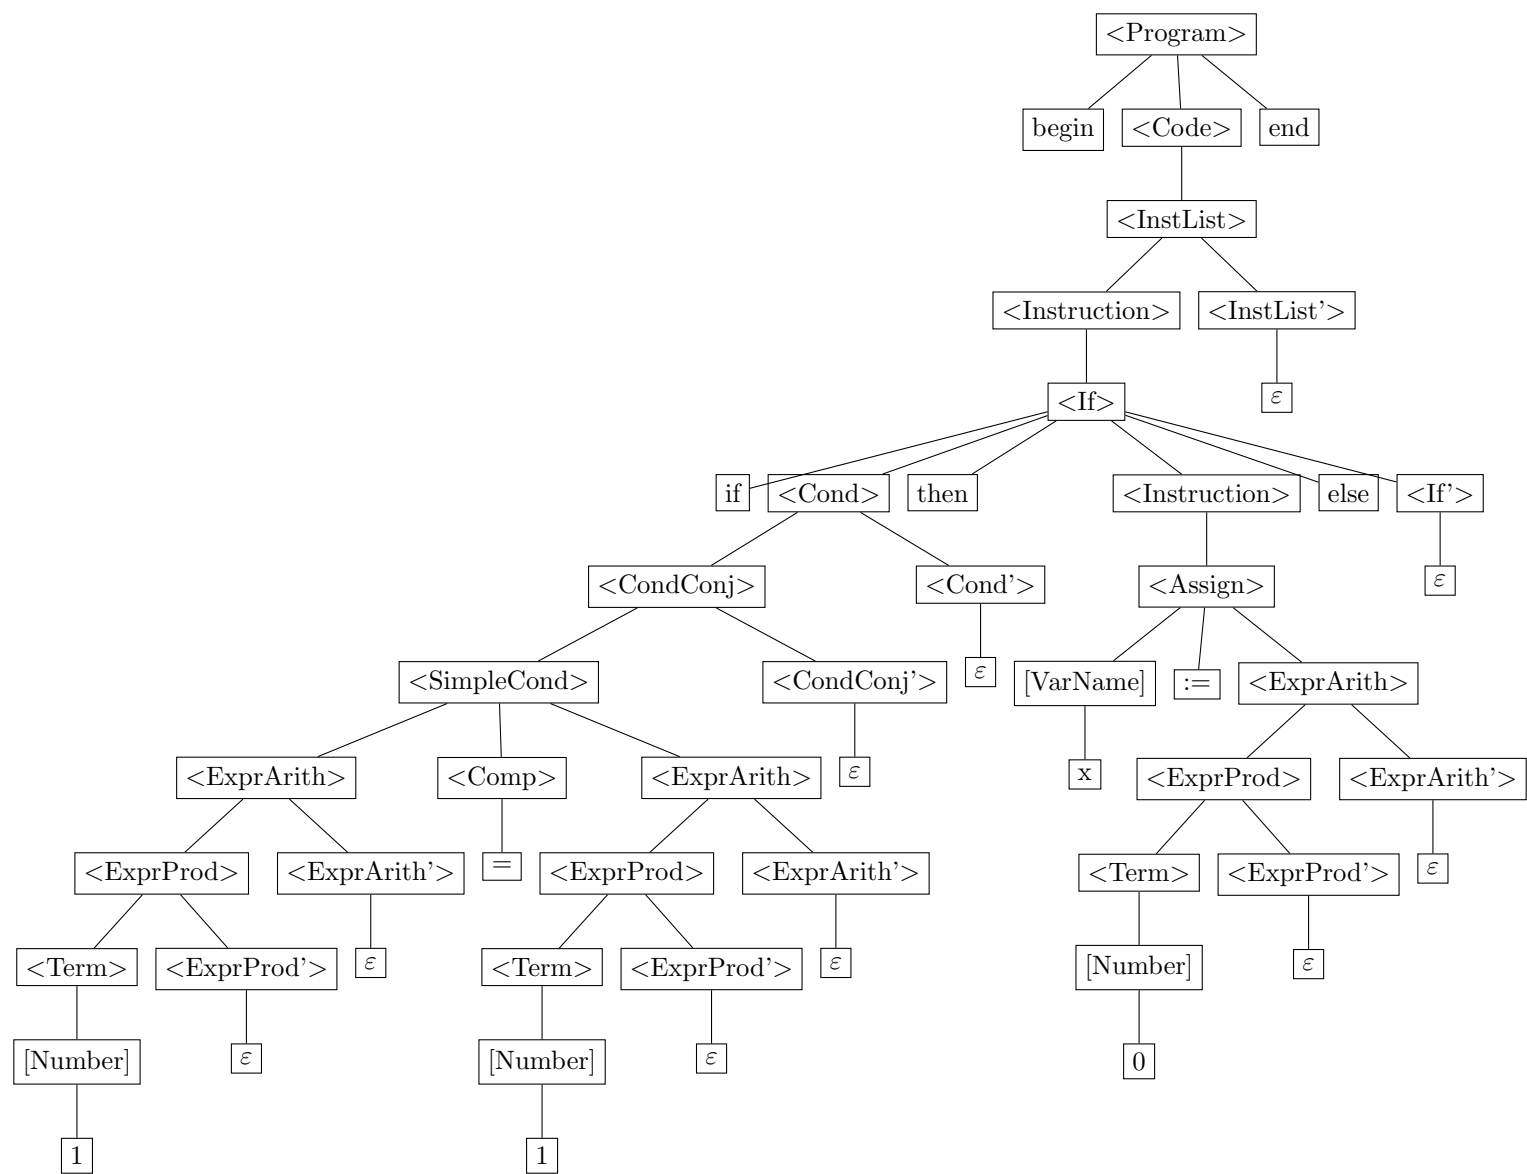 <Program>
begin <Code> end
<InstList>
<Instruction> <InstList'>
<If> ε
if <Cond> then <Instruction> else <If'>
<CondConj> <Cond'> <Assign> ε
<SimpleCond> <CondConj'> ε [VarName] := <ExprArith>
<ExprArith> <Comp> <ExprArith> ε x <ExprProd> <ExprArith'>
<ExprProd> <ExprArith'> = <ExprProd> <ExprArith'> <Term> <ExprProd'> ε
<Term> <ExprProd'> ε <Term> <ExprProd'> ε [Number] ε
[Number] ε [Number] ε 0
1 1